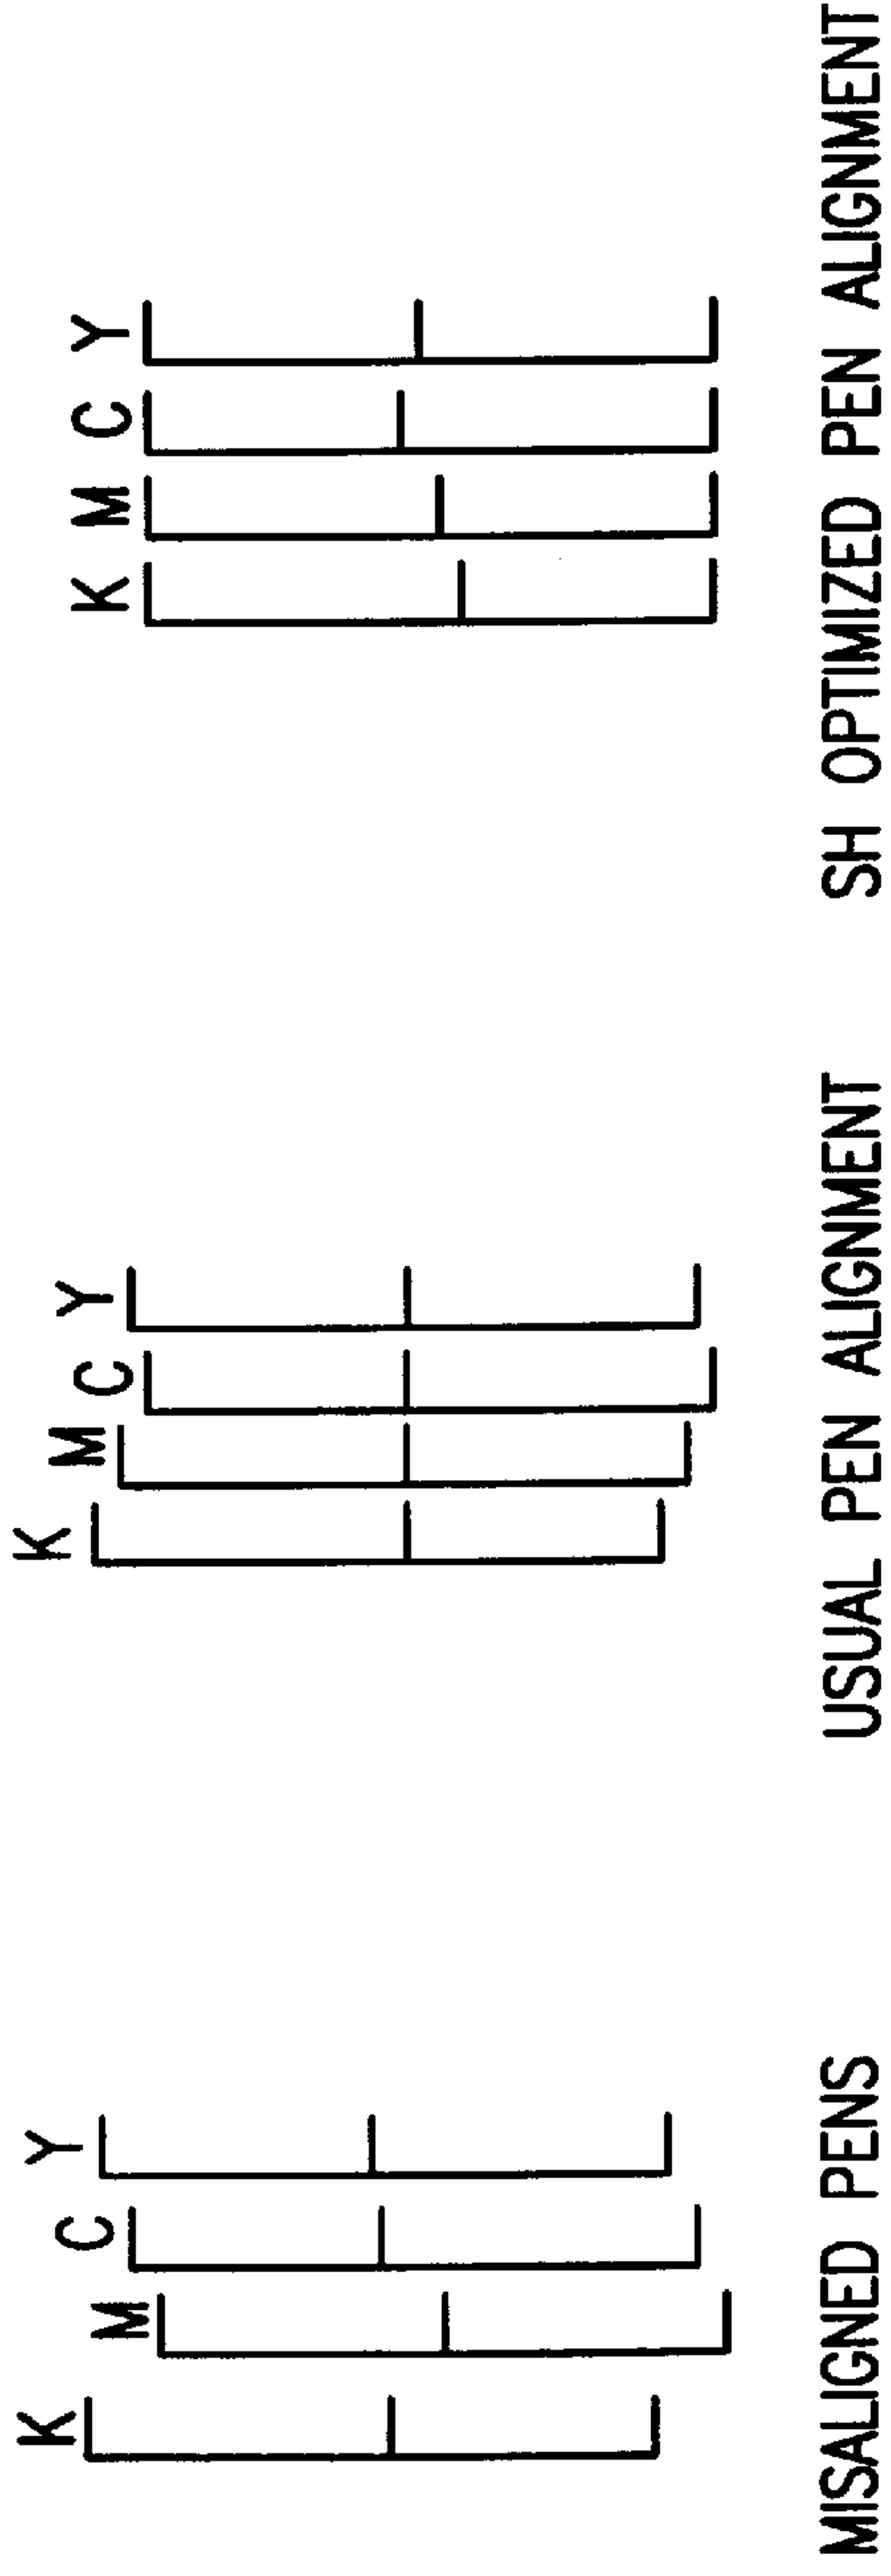 K M C Y
MISALIGNED PENS
K M C Y
USUAL PEN ALIGNMENT
K M C Y
SH OPTIMIZED PEN ALIGNMENT